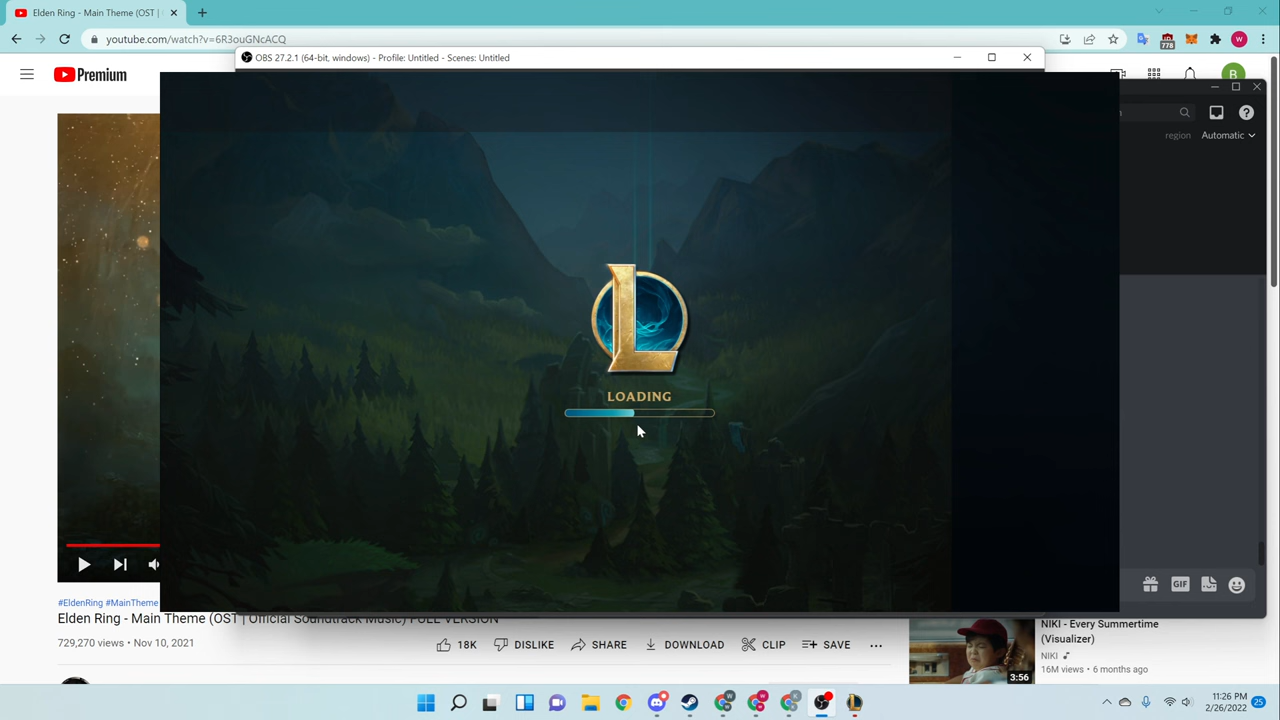 Elden Ring - Main Theme (OST |
youtube.com/watch?v=6R3ouGNcACQ
778
w
OBS 27.2.1 (64-bit, windows) - Profile: Untitled - Scenes: Untitled
Premium
B
region Automatic
LOADING
GIF
#EldenRing #MainTheme
Elden Ring - Main Theme (OST | Official Soundtrack Music) FULL VERSION
729,270 views • Nov 10, 2021
18K DISLIKE SHARE DOWNLOAD CLIP SAVE
NIKI - Every Summertime
(Visualizer)
NIKI
16M views • 6 months ago
3:56
11:26 PM
2/26/2022
25